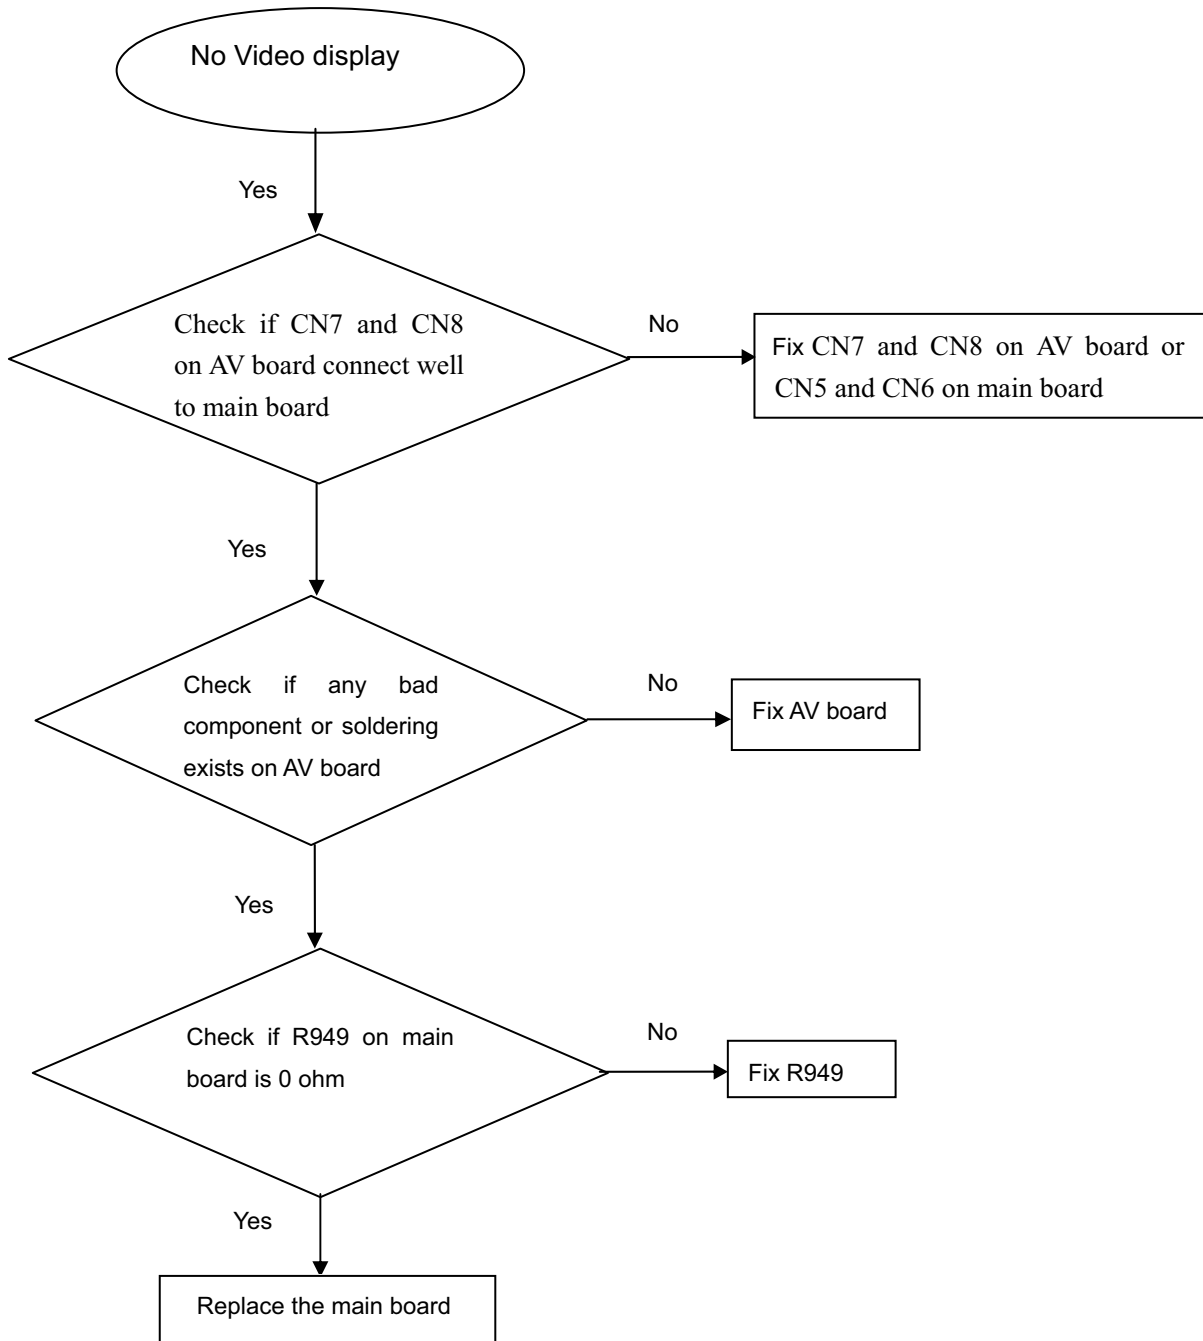 No Video display
Yes
Check if CN7 and CN8
on AV board connect well
to main board
No
Fix CN7 and CN8 on AV board or
CN5 and CN6 on main board
Yes
Check if any bad
component or soldering
exists on AV board
No
Fix AV board
Yes
Check if R949 on main
board is 0 ohm
No
Fix R949
Yes
Replace the main board